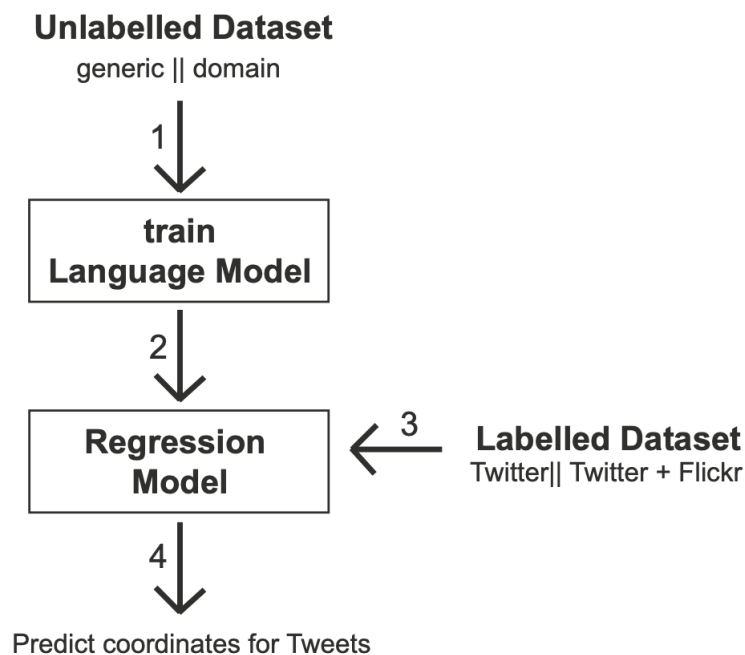 Unlabelled Dataset
generic || domain
1
train
Language Model
2
Regression
Model
3
Labelled Dataset
Twitter|| Twitter + Flickr
4
Predict coordinates for Tweets